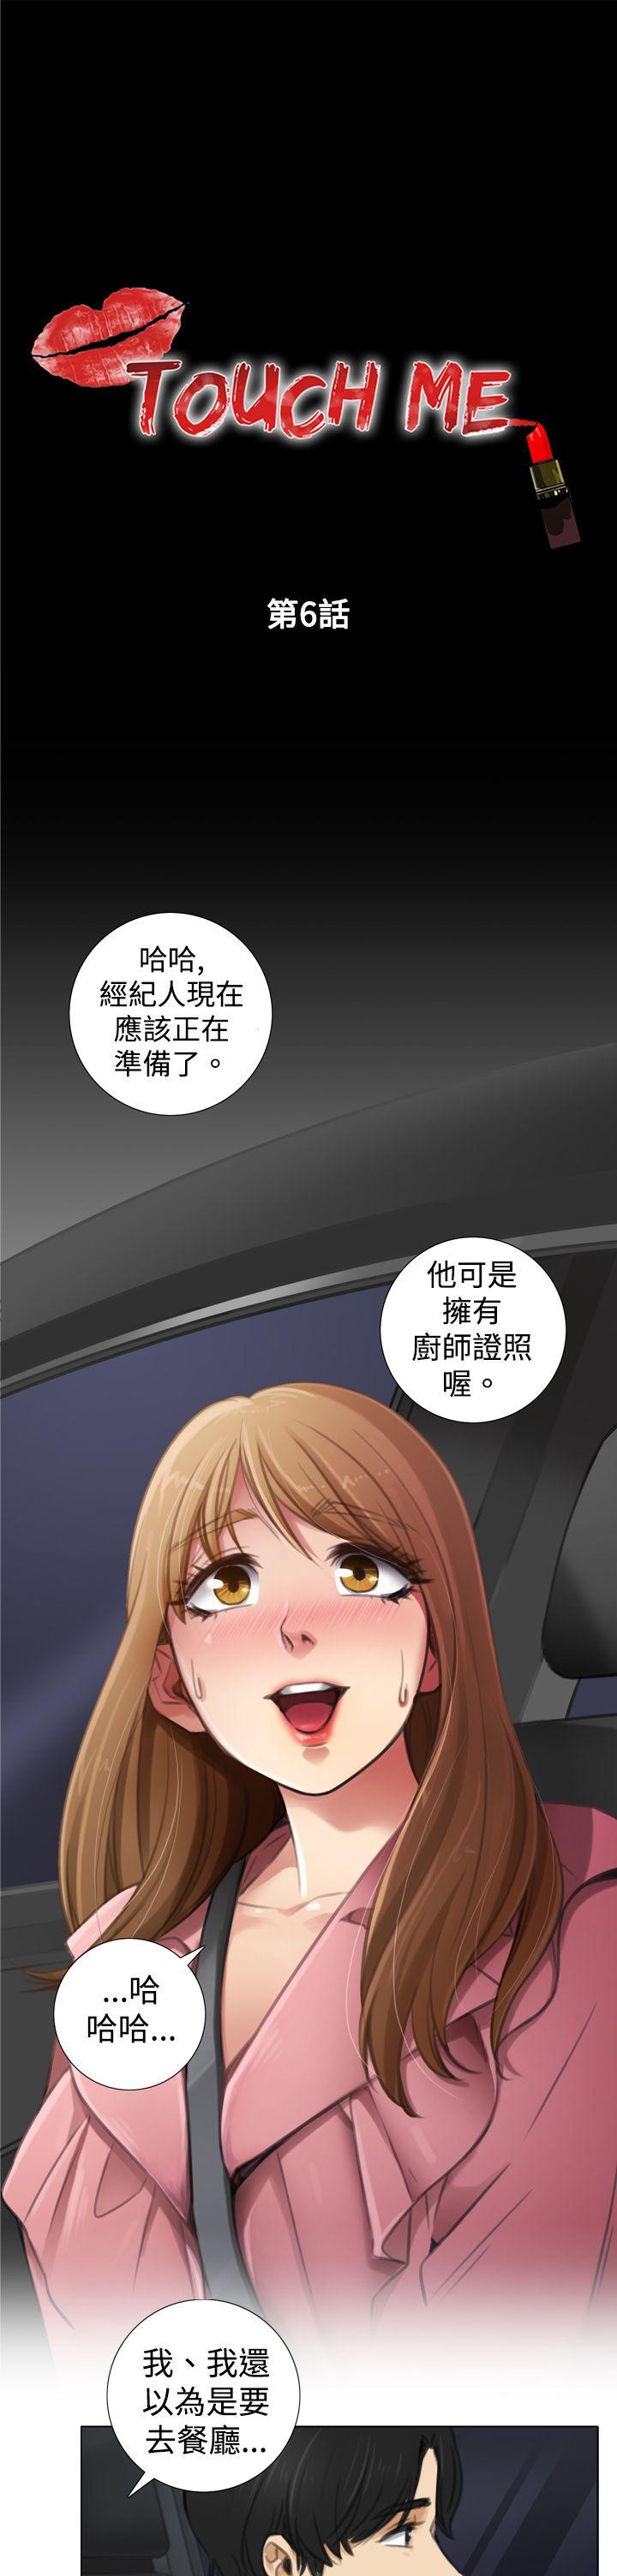 TOUCH ME
第6話
哈哈,
經紀人現在
應該正在
準備了。
他可是
擁有
廚師證照
喔。
...哈
哈哈...
我、我還
以為是要
去餐廳...